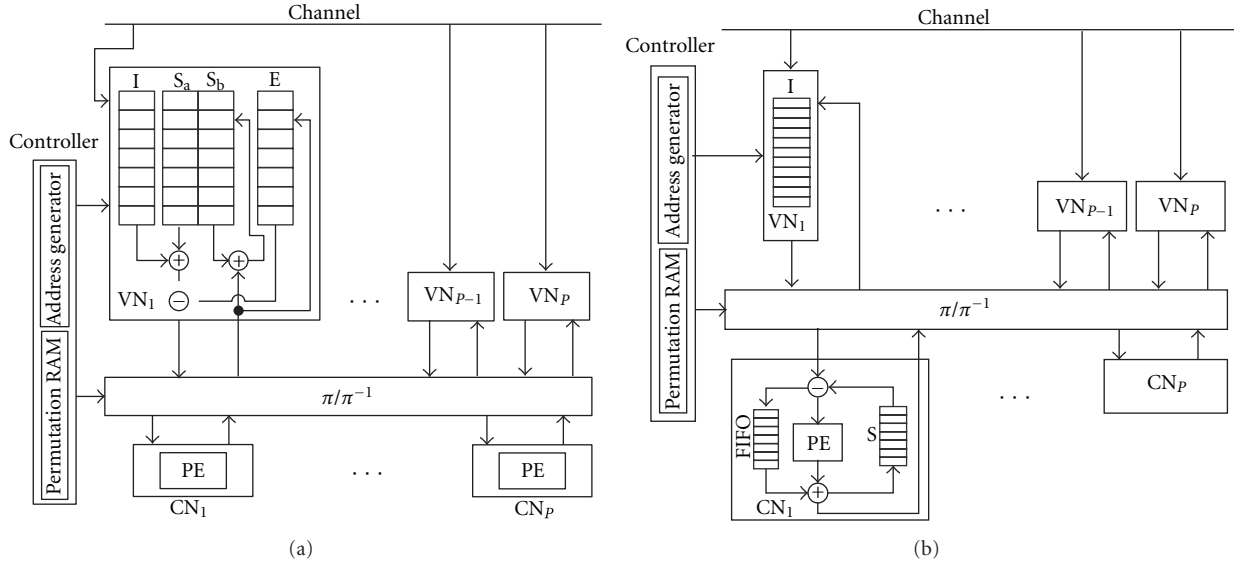 Channel
I S_a S_b E
Controller
Address generator
Permutation RAM
+ +
VN_1 −
. . .
VN_{P−1} VN_P
π/π^{−1}
PE
CN_1
. . .
PE
CN_P
(a)
Channel
Controller
Address generator
Permutation RAM
I
VN_1
. . .
VN_{P−1} VN_P
π/π^{−1}
−
FIFO
PE
S
+
CN_1
. . .
CN_P
(b)